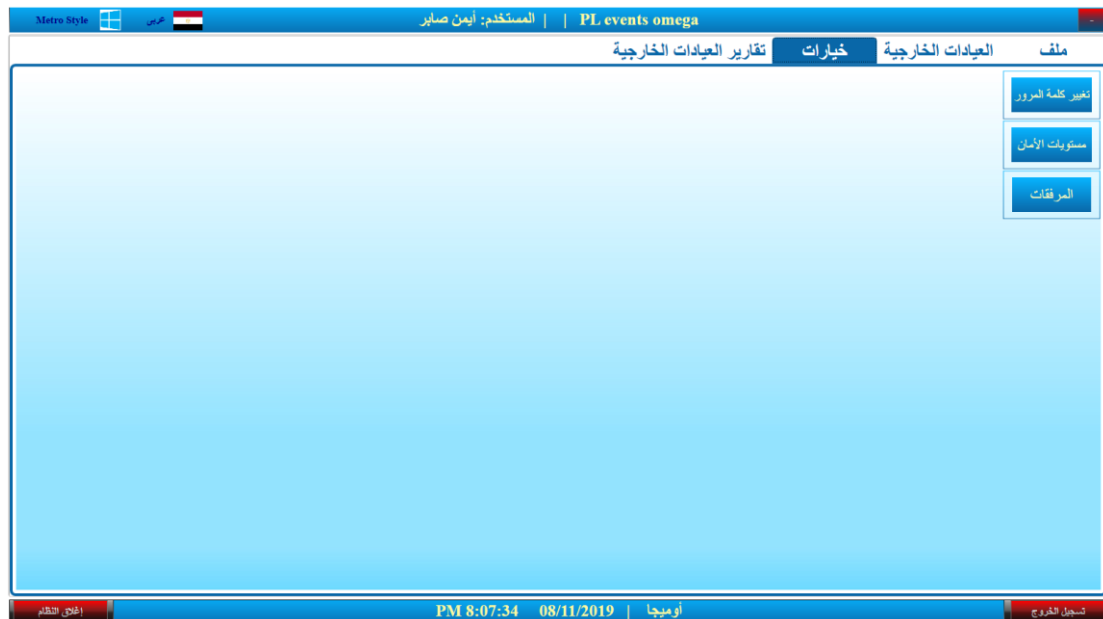 PL events omega | | المستخدم: أيمن صابر
عربى
Metro Style
-
ملف
العيادات الخارجية
خيارات
تقارير العيادات الخارجية
تغيير كلمة المرور
مستويات الأمان
المرفقات
تسجيل الخروج
أوميجا | 08/11/2019 PM 8:07:34
إغلاق النظام